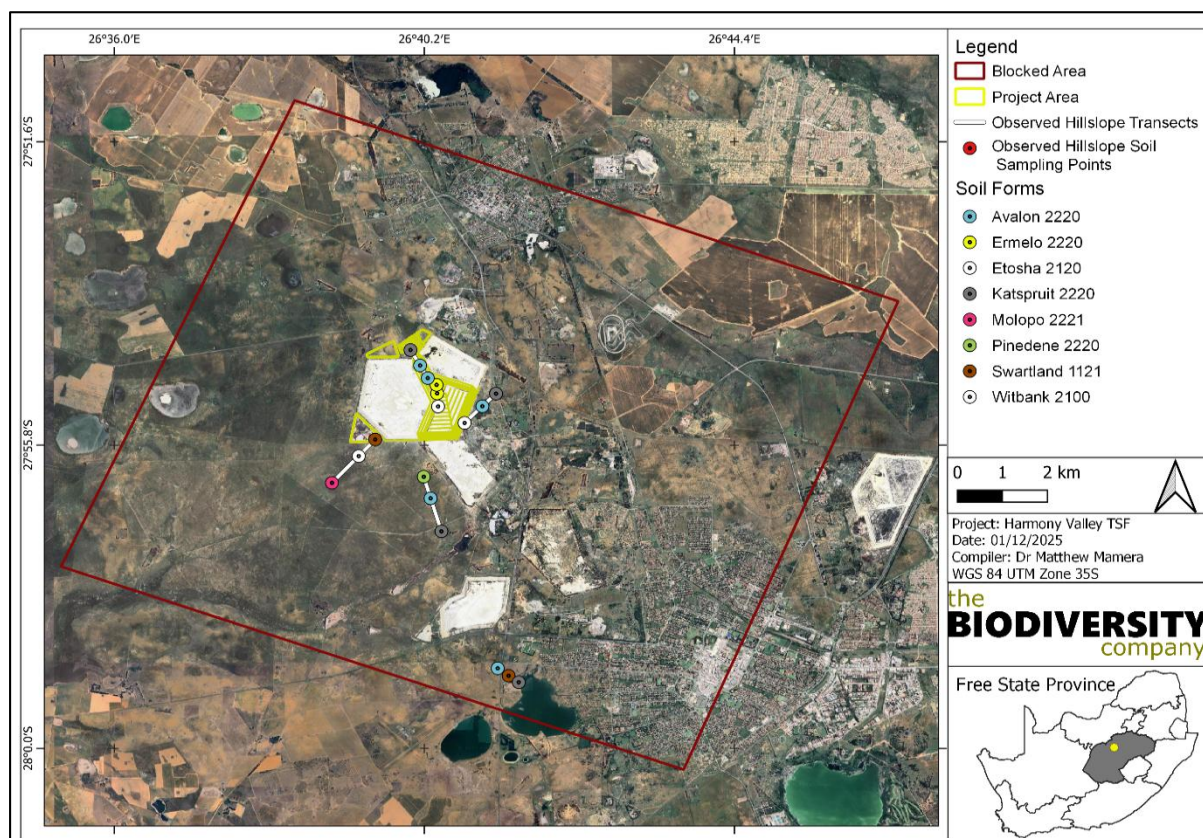 26°36.0'E
26°40.2'E
26°44.4'E
27°51.6'S
27°55.8'S
28°0.0'S
Legend
Blocked Area
Project Area
Observed Hillslope Transects
Observed Hillslope Soil
Sampling Points
Soil Forms
Avalon 2220
Ermelo 2220
Etosha 2120
Katspruit 2220
Molopo 2221
Pinedene 2220
Swartland 1121
Witbank 2100
0 1 2 km
Project: Harmony Valley TSF
Date: 01/12/2025
Compiler: Dr Matthew Mamera
WGS 84 UTM Zone 35S
the
BIODIVERSITY
company
Free State Province